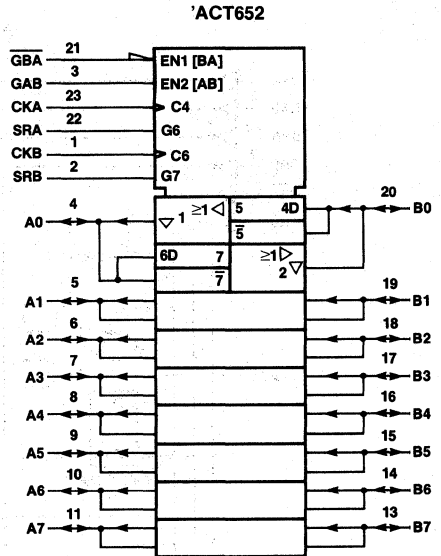 'ACT652
GBA 21 EN1 [BA]
GAB 3 EN2 [AB]
CKA 23 C4
SRA 22 G6
CKB 1 C6
SRB 2 G7
A0 4 1 ≥1 5 4D 20 B0
5
6D 7 ≥1
7 2
A1 5 19 B1
A2 6 18 B2
A3 7 17 B3
A4 8 16 B4
A5 9 15 B5
A6 10 14 B6
A7 11 13 B7